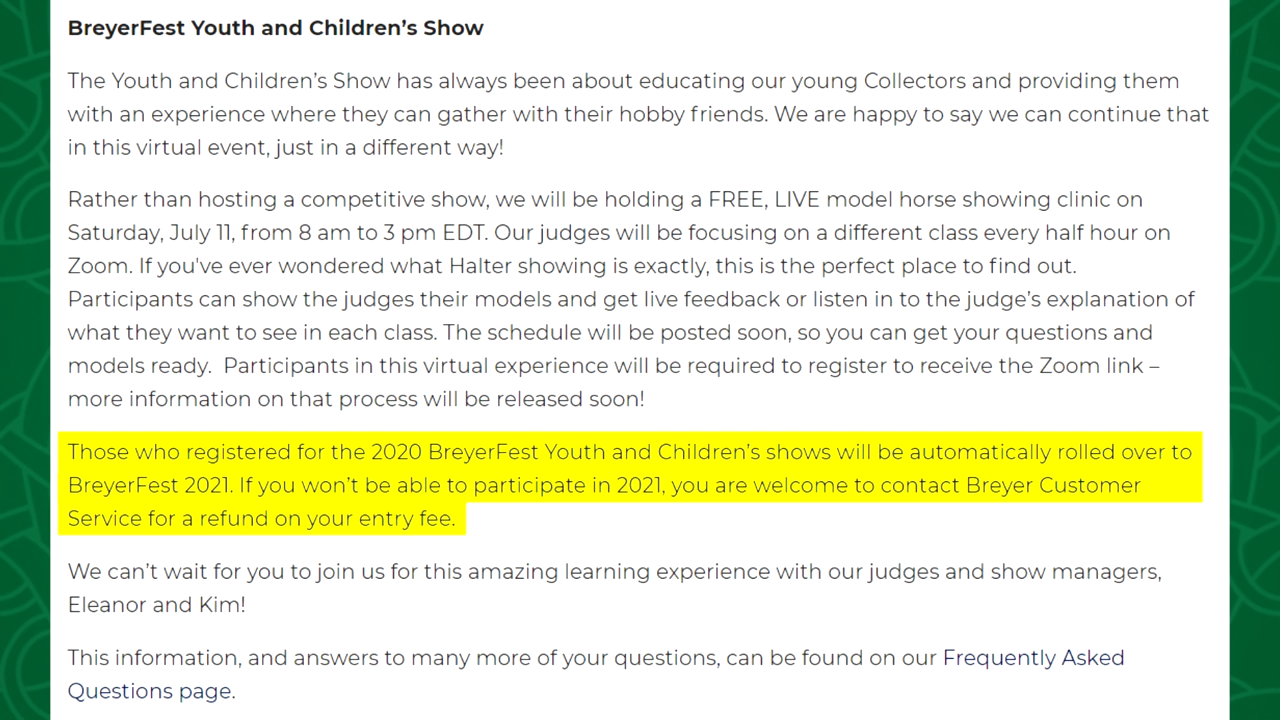 BreyerFest Youth and Children’s Show
The Youth and Children’s Show has always been about educating our young Collectors and providing them
with an experience where they can gather with their hobby friends. We are happy to say we can continue that
in this virtual event, just in a different way!
Rather than hosting a competitive show, we will be holding a FREE, LIVE model horse showing clinic on
Saturday, July 11, from 8 am to 3 pm EDT. Our judges will be focusing on a different class every half hour on
Zoom. If you've ever wondered what Halter showing is exactly, this is the perfect place to find out.
Participants can show the judges their models and get live feedback or listen in to the judge’s explanation of
what they want to see in each class. The schedule will be posted soon, so you can get your questions and
models ready.  Participants in this virtual experience will be required to register to receive the Zoom link –
more information on that process will be released soon!
Those who registered for the 2020 BreyerFest Youth and Children’s shows will be automatically rolled over to
BreyerFest 2021. If you won’t be able to participate in 2021, you are welcome to contact Breyer Customer
Service for a refund on your entry fee.
We can’t wait for you to join us for this amazing learning experience with our judges and show managers,
Eleanor and Kim!
This information, and answers to many more of your questions, can be found on our Frequently Asked
Questions page.